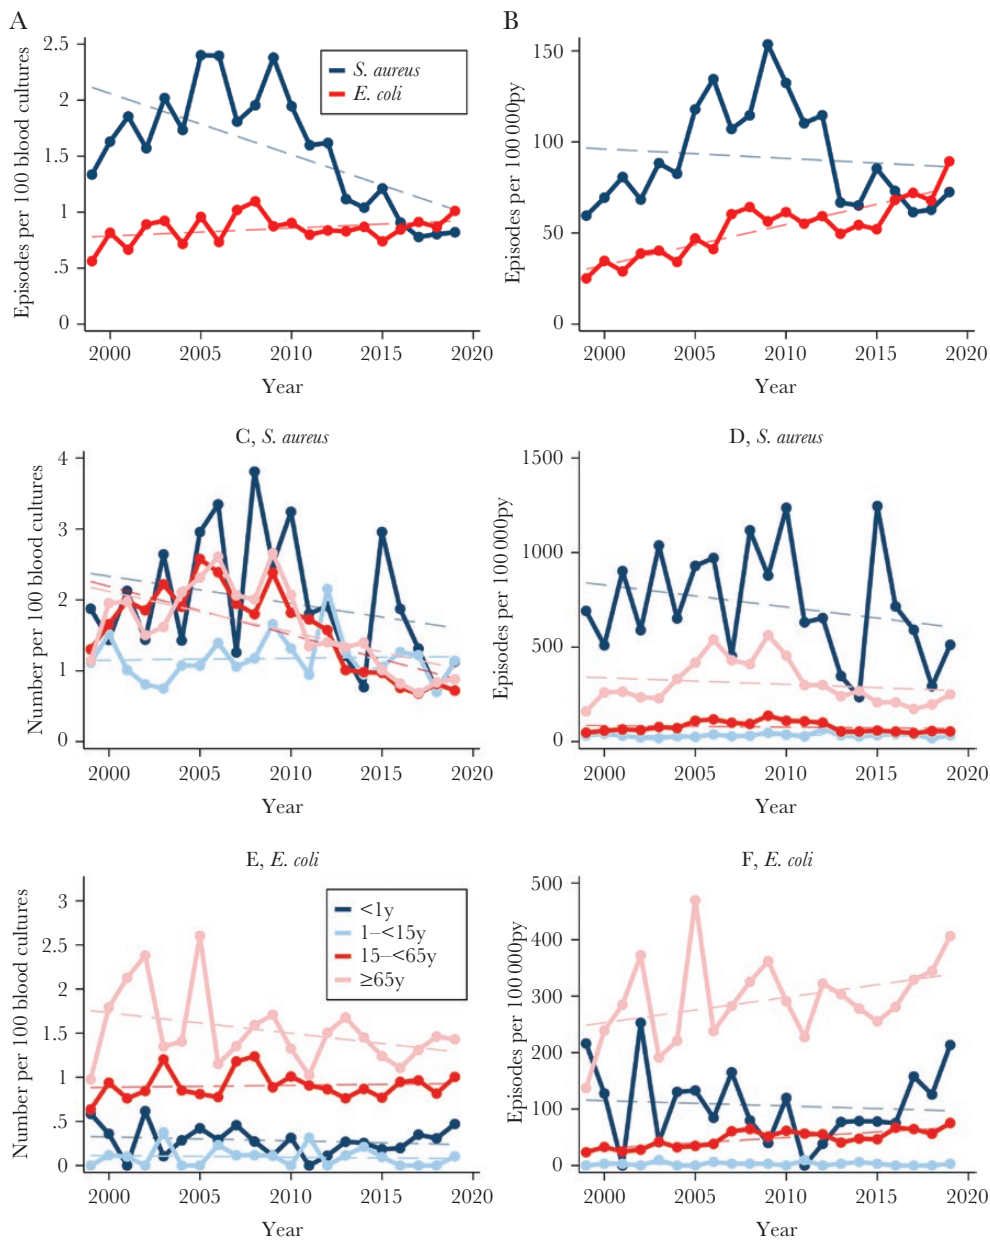 A
B
Episodes per 100 blood cultures
2.5
2
1.5
1
.5
0
S. aureus
E. coli
2000 2005 2010 2015 2020
Year
Episodes per 100 000py
150
100
50
0
2000 2005 2010 2015 2020
Year
C, S. aureus
Number per 100 blood cultures
4
3
2
1
0
2000 2005 2010 2015 2020
Year
D, S. aureus
Episodes per 100 000py
1500
1000
500
0
2000 2005 2010 2015 2020
Year
E, E. coli
Number per 100 blood cultures
3
2.5
2
1.5
1
.5
0
<1y
1–<15y
15–<65y
≥65y
2000 2005 2010 2015 2020
Year
F, E. coli
Episodes per 100 000py
500
400
300
200
100
0
2000 2005 2010 2015 2020
Year